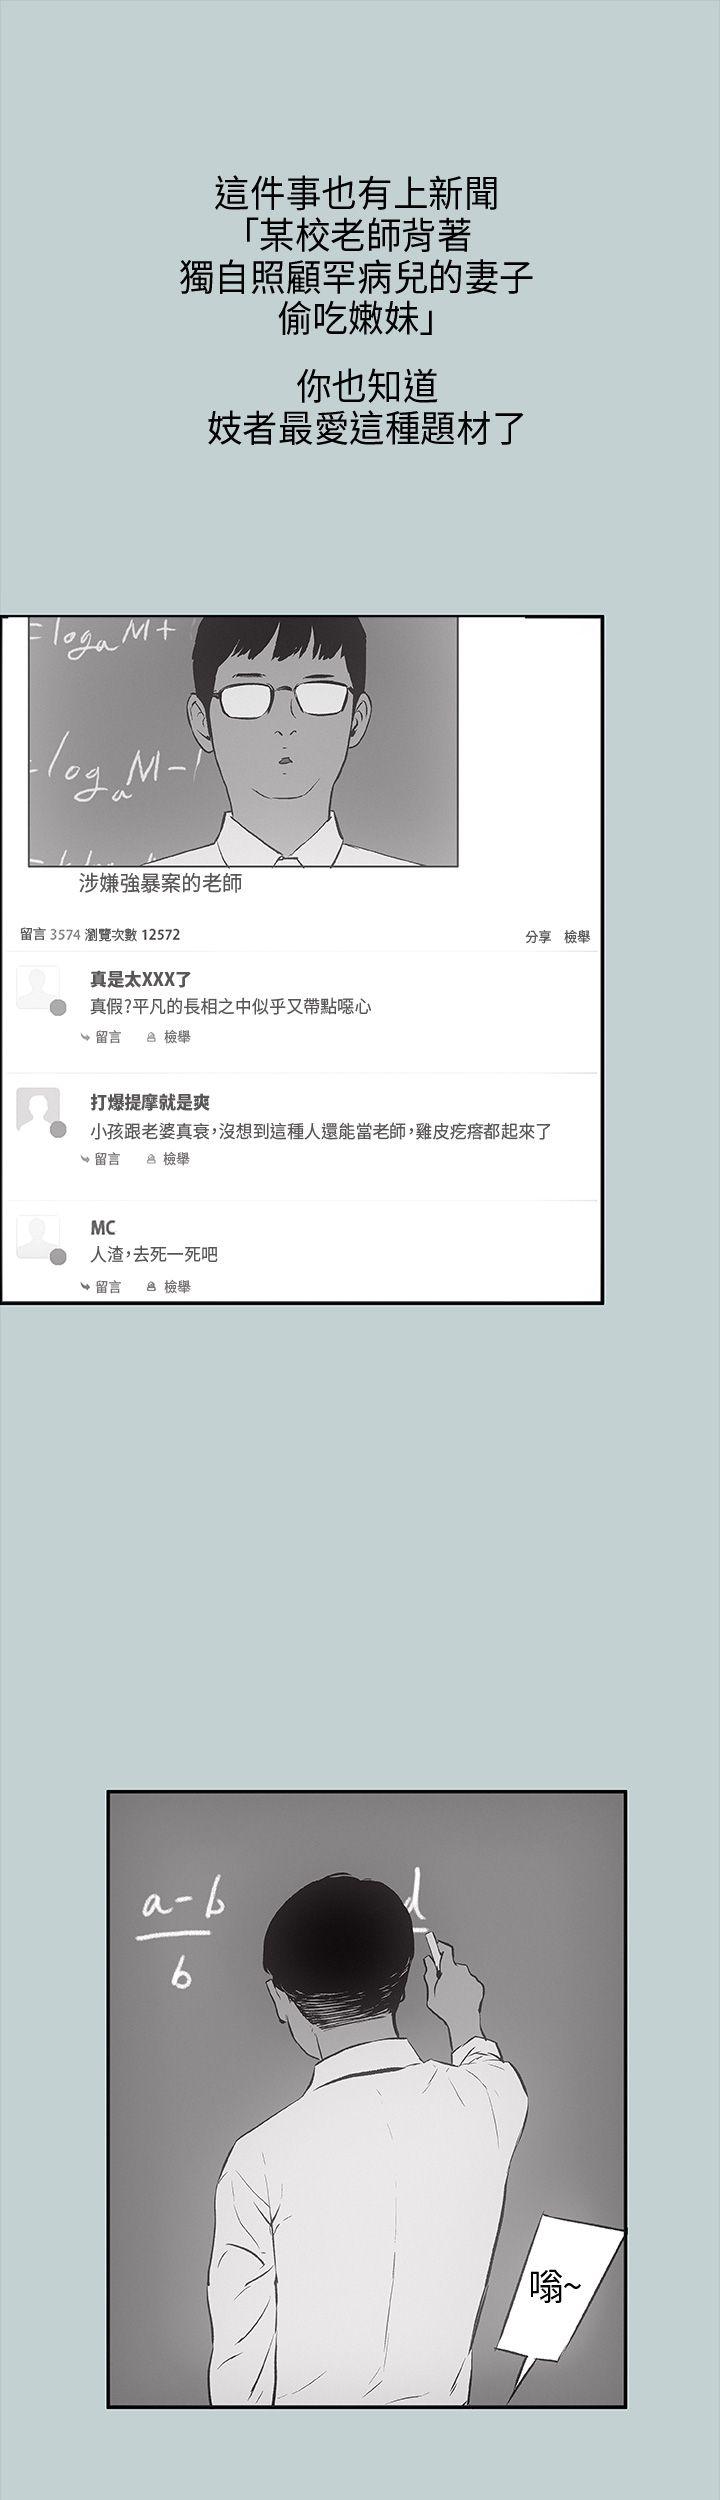 這件事也有上新聞
「某校老師背著
獨自照顧罕病兒的妻子
偷吃嫩妹」
你也知道
妓者最愛這種題材了
=logaM+
-logaM-1
涉嫌強暴案的老師
留言 3574 瀏覽次數 12572
分享 檢舉
真是太XXX了
真假?平凡的長相之中似乎又帶點噁心
留言 檢舉
打爆提摩就是爽
小孩跟老婆真衰,沒想到這種人還能當老師,雞皮疙瘩都起來了
留言 檢舉
MC
人渣,去死一死吧
留言 檢舉
a-b
b
d
嗡~